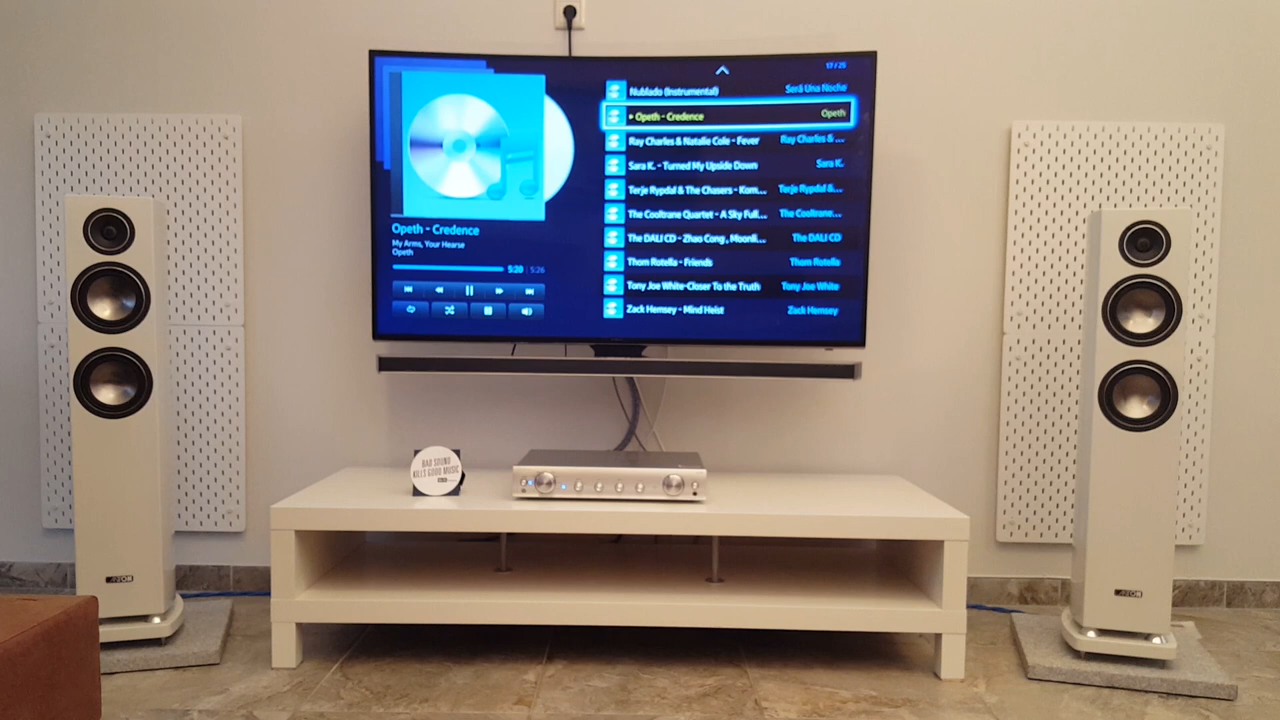 17/25
Nublado (Instrumental) Será Una Noche
Opeth - Credence Opeth
Ray Charles & Natalie Cole - Fever Ray Charles & ...
Sara K. - Turned My Upside Down Sara K.
Terje Rypdal & The Chasers - Kom... Terje Rypdal &...
The Cooltrane Quartet - A Sky Full... The Cooltrane...
The DALI CD - Zhao Cong , Moonli... The DALI CD
Thom Rotella - Friends Thom Rotella
Tony Joe White-Closer To the Truth Tony Joe White
Zack Hemsey - Mind Heist Zack Hemsey
Opeth - Credence
My Arms, Your Hearse
Opeth
5:20 | 5:26
BAD SOUND
KILLS GOOD MUSIC